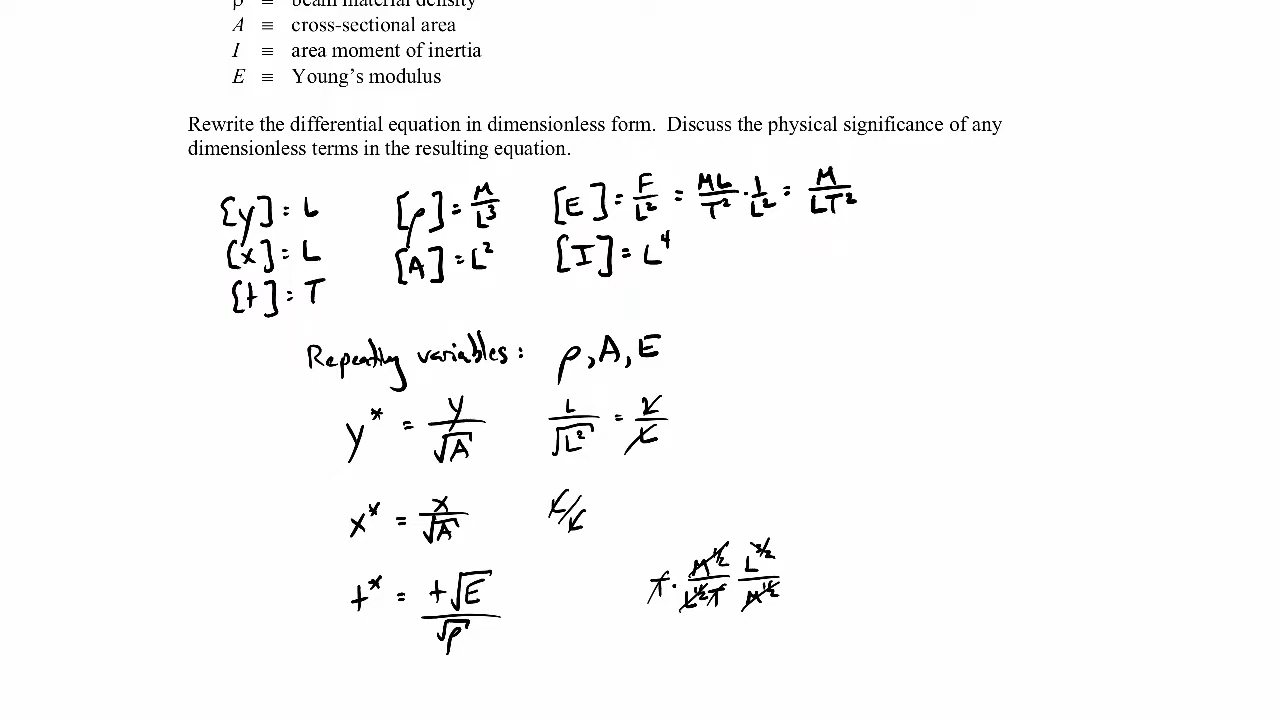 ρ ≡ beam material density
A ≡ cross-sectional area
I ≡ area moment of inertia
E ≡ Young's modulus
Rewrite the differential equation in dimensionless form. Discuss the physical significance of any
dimensionless terms in the resulting equation.
[y] = L [ρ] = M/L³ [E] = F/L² = ML/T² · 1/L² = M/LT²
[x] = L [A] = L² [I] = L⁴
[t] = T
Repeating variables: ρ, A, E
y* = y/√A L/√L² = L/L
x* = x/√A L/L
t* = t√E/√ρ T · M^1/2/L^1/2T L^3/2/M^1/2